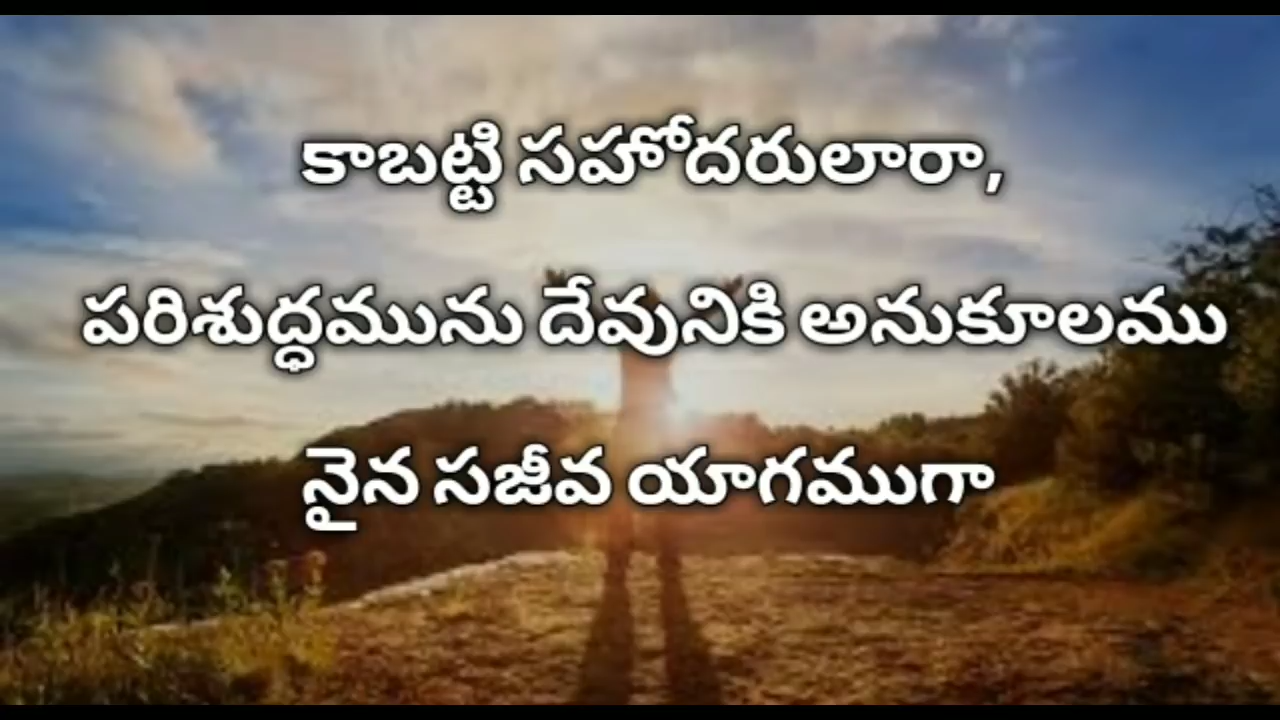 కాబట్టి సహోదరులారా,
పరిశుద్ధమును దేవునికి అనుకూలము
నైన సజీవ యాగముగా